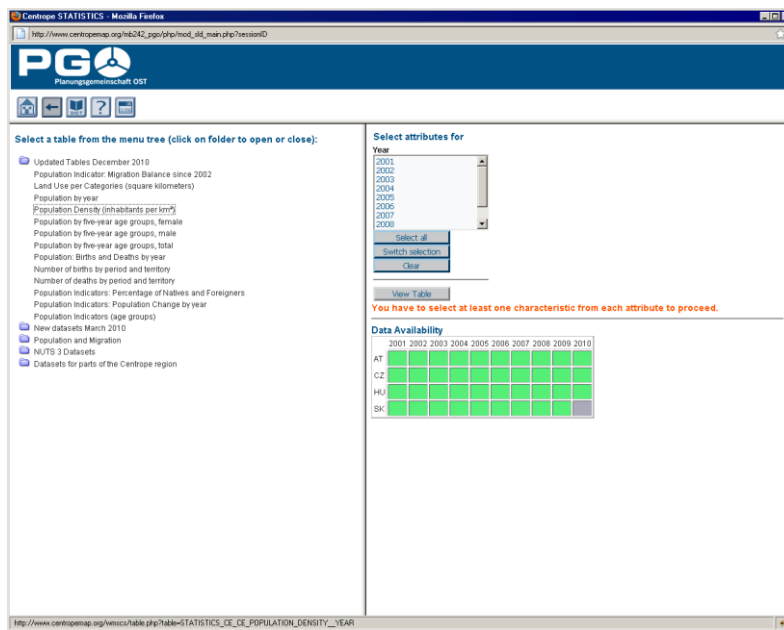 Centrope STATISTICS - Mozilla Firefox
http://www.centropemap.org/mb242_pgo/php/mod_sld_main.php?sessionID
PGO
Planungsgemeinschaft OST
Select a table from the menu tree (click on folder to open or close):
Updated Tables December 2010
Population Indicator: Migration Balance since 2002
Land Use per Categories (square kilometers)
Population by year
Population Density (inhabitants per km²)
Population by five-year age groups, female
Population by five-year age groups, male
Population by five-year age groups, total
Population: Births and Deaths by year
Number of births by period and territory
Number of deaths by period and territory
Population Indicators: Percentage of Natives and Foreigners
Population Indicators: Population Change by year
Population Indicators (age groups)
New datasets March 2010
Population and Migration
NUTS 3 Datasets
Datasets for parts of the Centrope region
Select attributes for
Year
2001
2002
2003
2004
2005
2006
2007
2008
Select all
Switch selection
Clear
View Table
You have to select at least one characteristic from each attribute to proceed.
Data Availability
2001 2002 2003 2004 2005 2006 2007 2008 2009 2010
AT
CZ
HU
SK
http://www.centropemap.org/wmscs/table.php?table=STATISTICS_CE_CE_POPULATION_DENSITY__YEAR